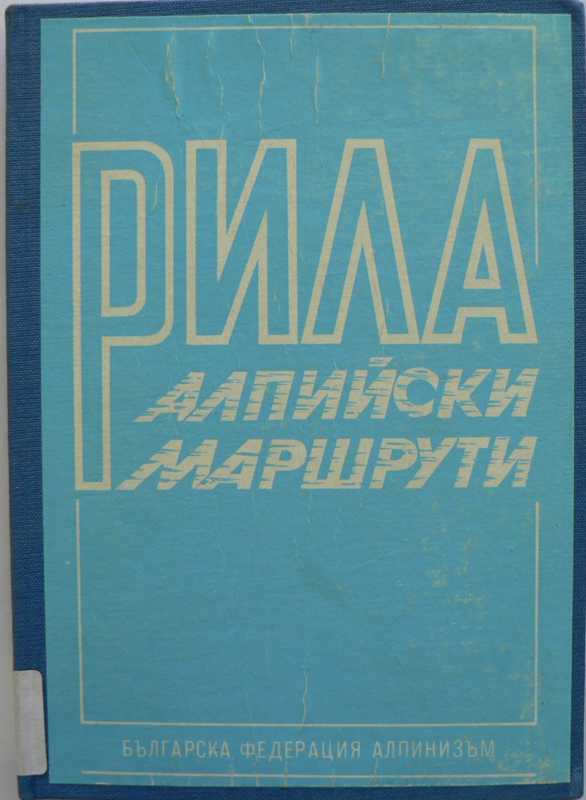 РИЛА
АЛПИЙСКИ
МАРШРУТИ
БЪЛГАРСКА ФЕДЕРАЦИЯ АЛПИНИЗЪМ